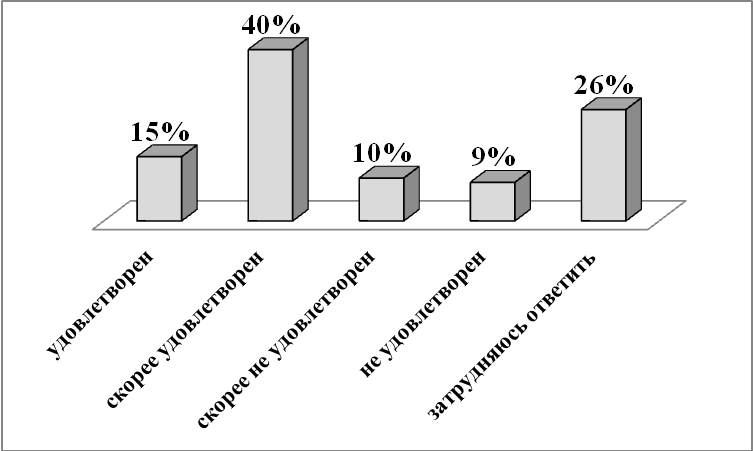 15%
40%
10%
9%
26%
удовлетворен
скорее удовлетворен
скорее не удовлетворен
не удовлетворен
затрудняюсь ответить